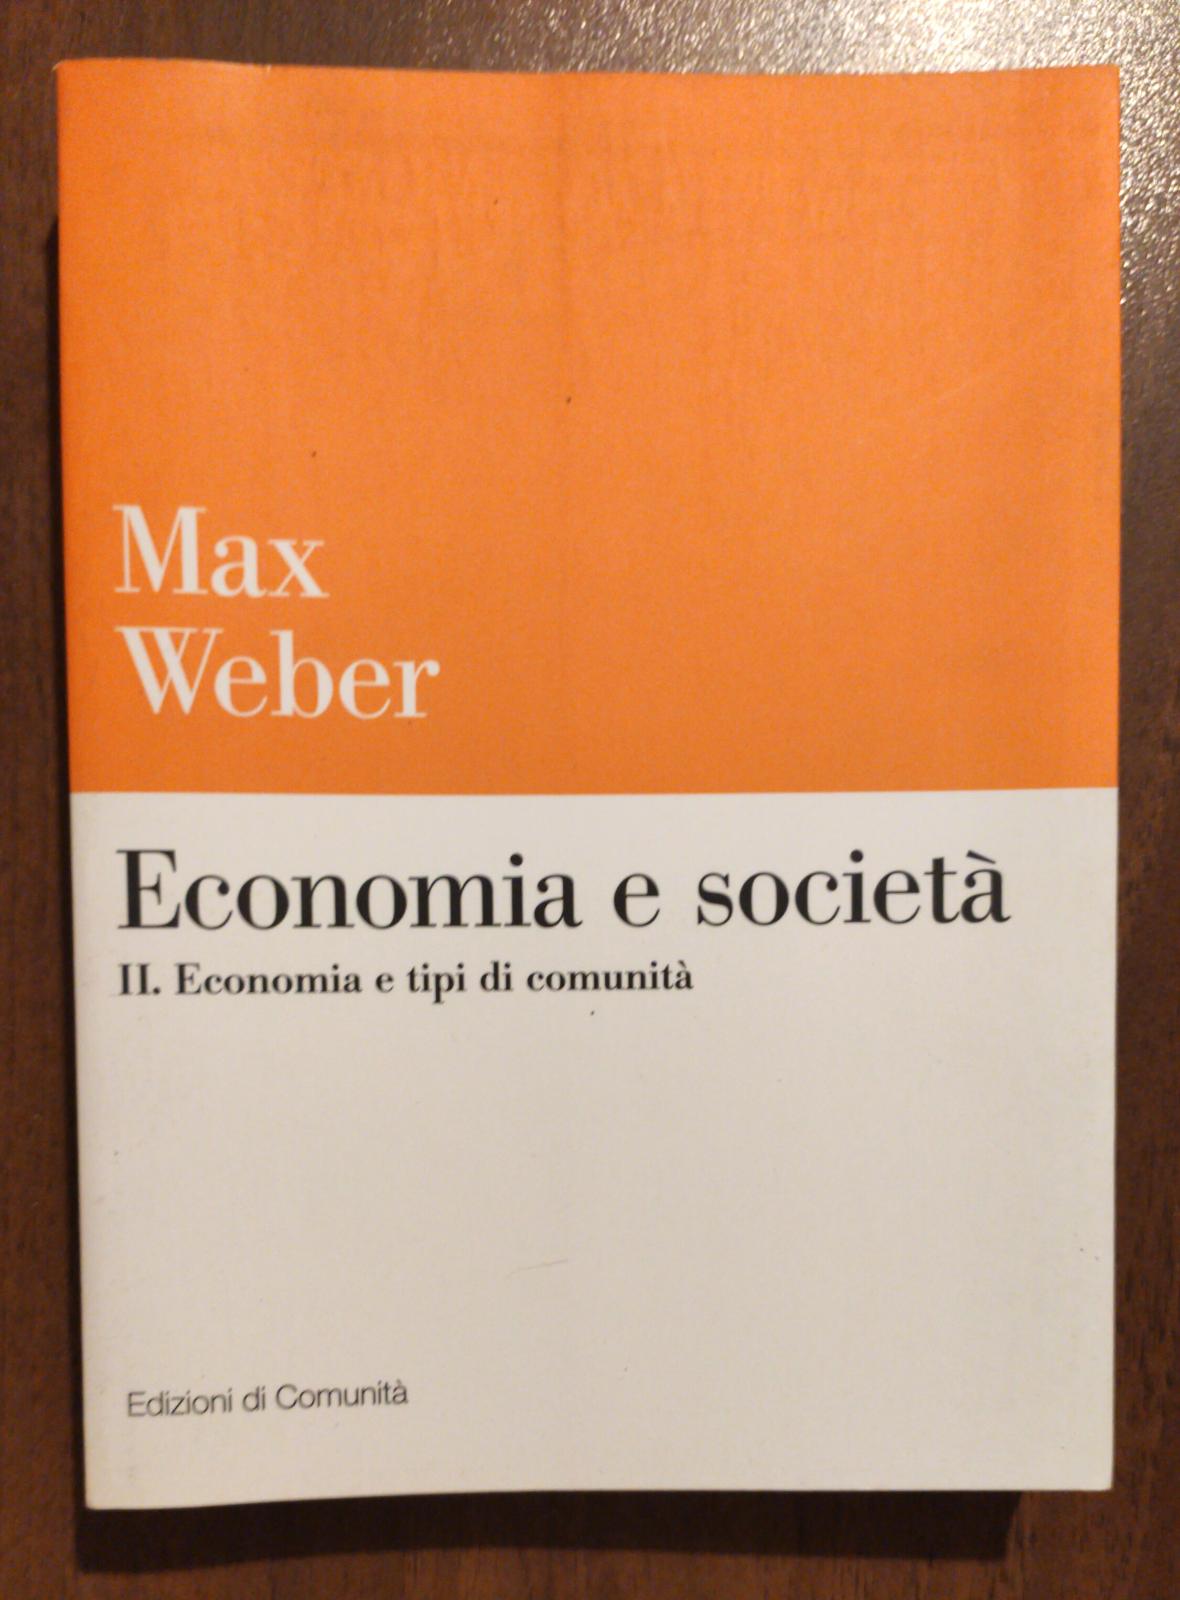 Max
Weber
Economia e società
II. Economia e tipi di comunità
Edizioni di Comunità